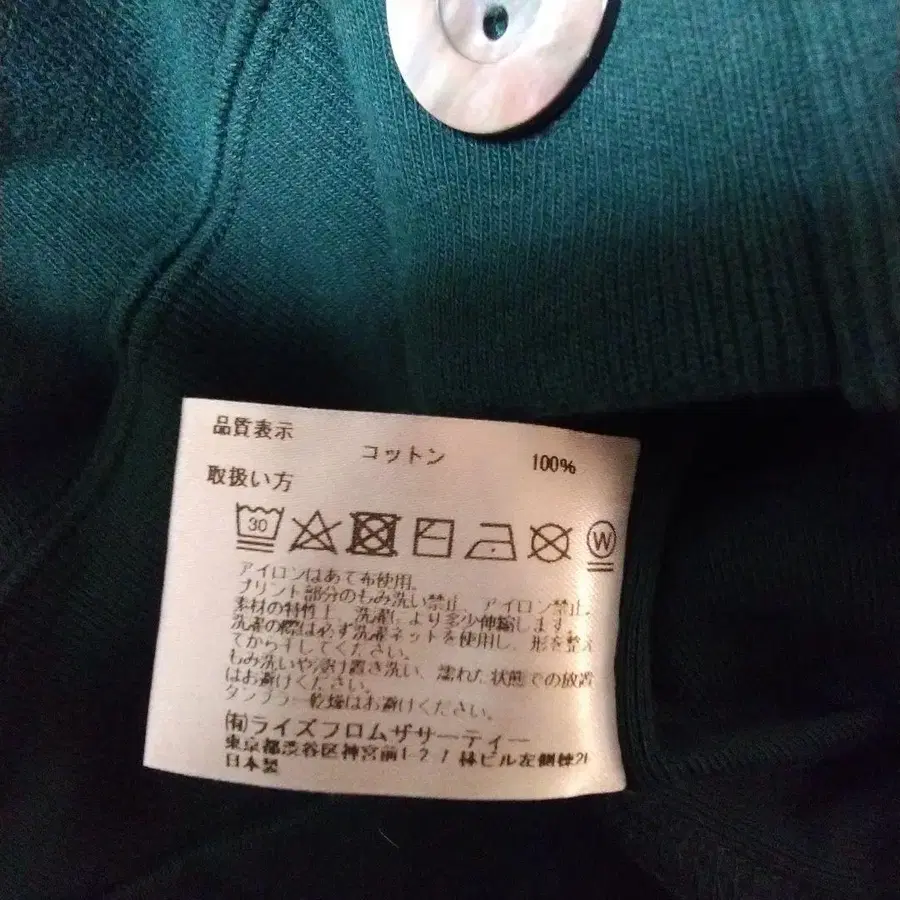 品質表示
コットン 100%
取扱い方
30
W
アイロンはあて布使用。
プリント部分のもみ洗い禁止、アイロン禁止。
素材の特性上、洗濯により多少伸縮します。
洗濯の際は必ず洗濯ネットを使用し、形を整え
てから干してください。
もみ洗いや漬け置き洗い、濡れた状態での放置
はお避けください。
タンブラー乾燥はお避けください。
(有)ライズフロムザサーティー
東京都渋谷区神宮前1-2-7 林ビル左側棟
日本製